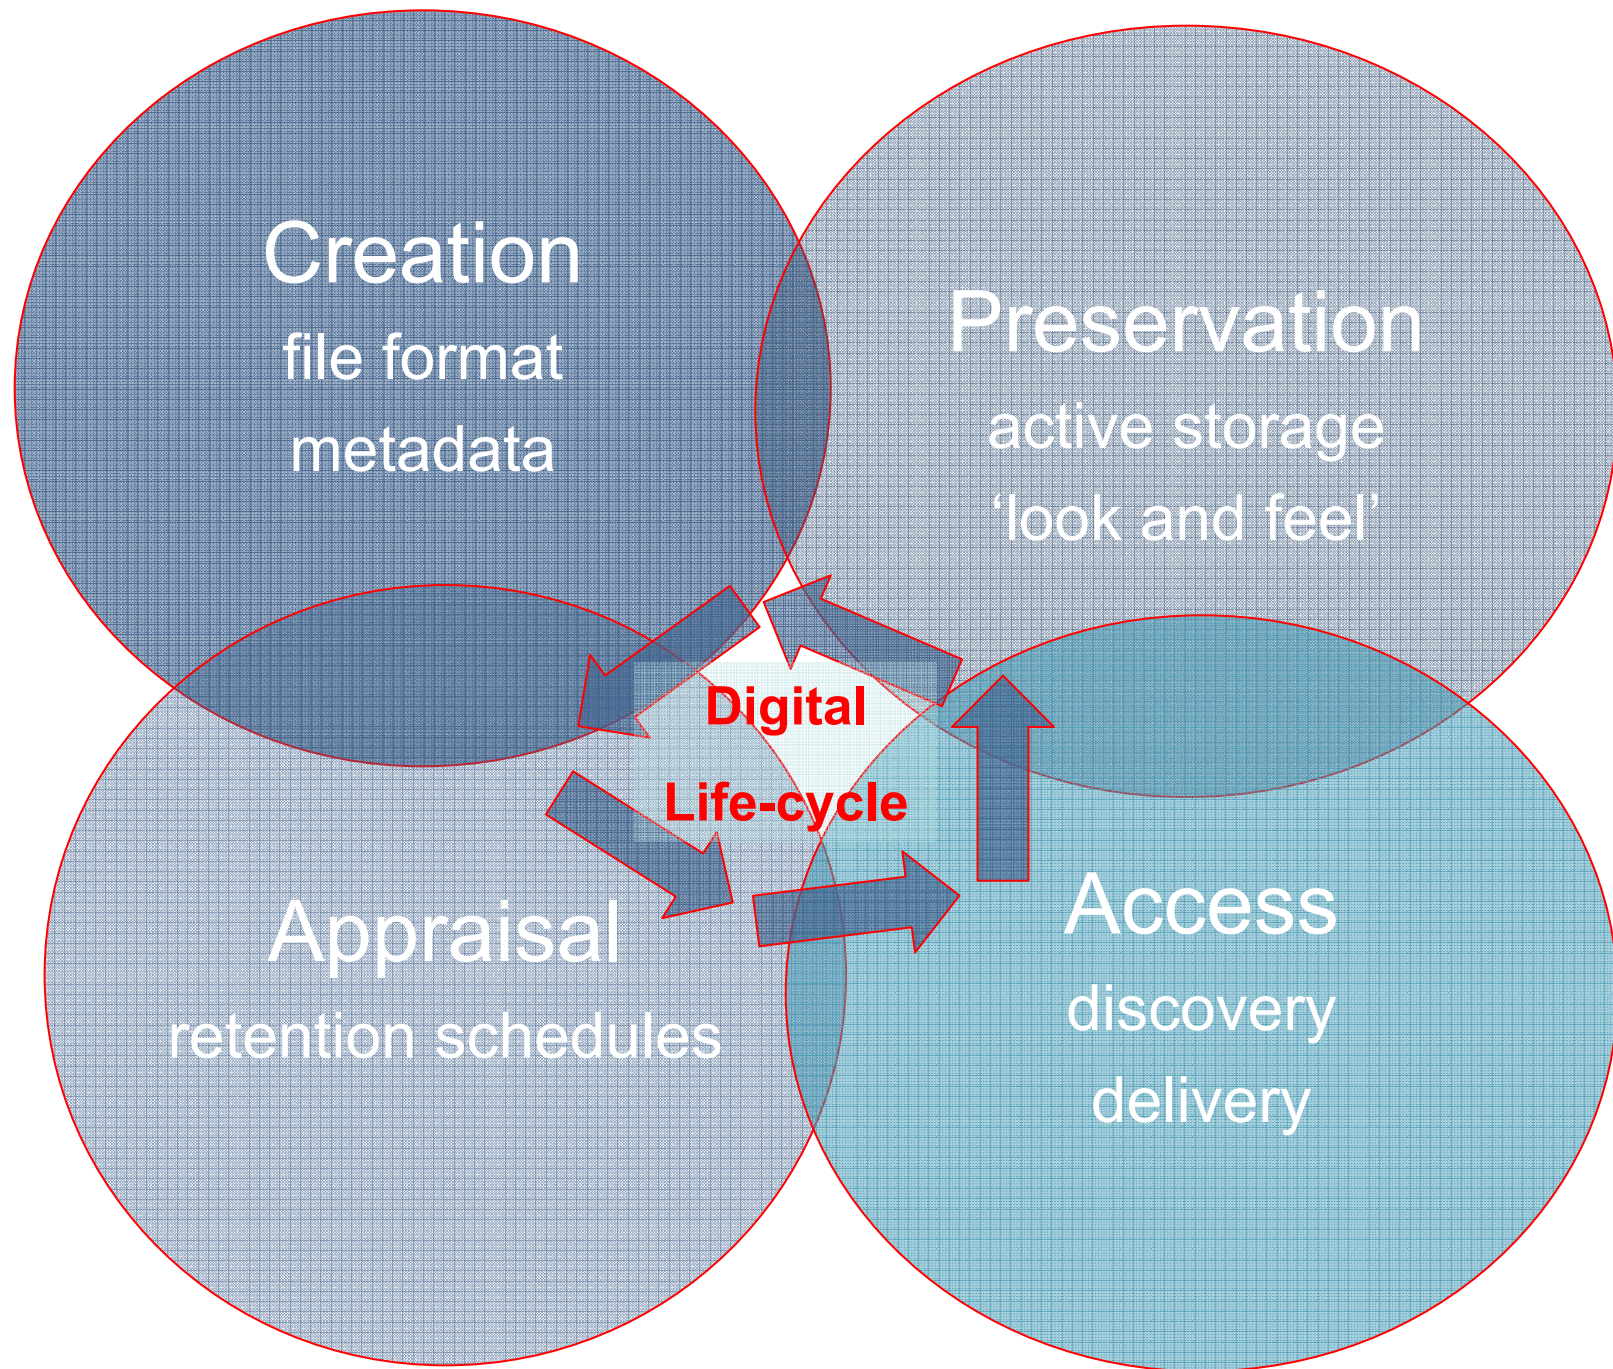 Creation
file format
metadata
Preservation
active storage
‘look and feel’
Digital
Life-cycle
Appraisal
retention schedules
Access
discovery
delivery